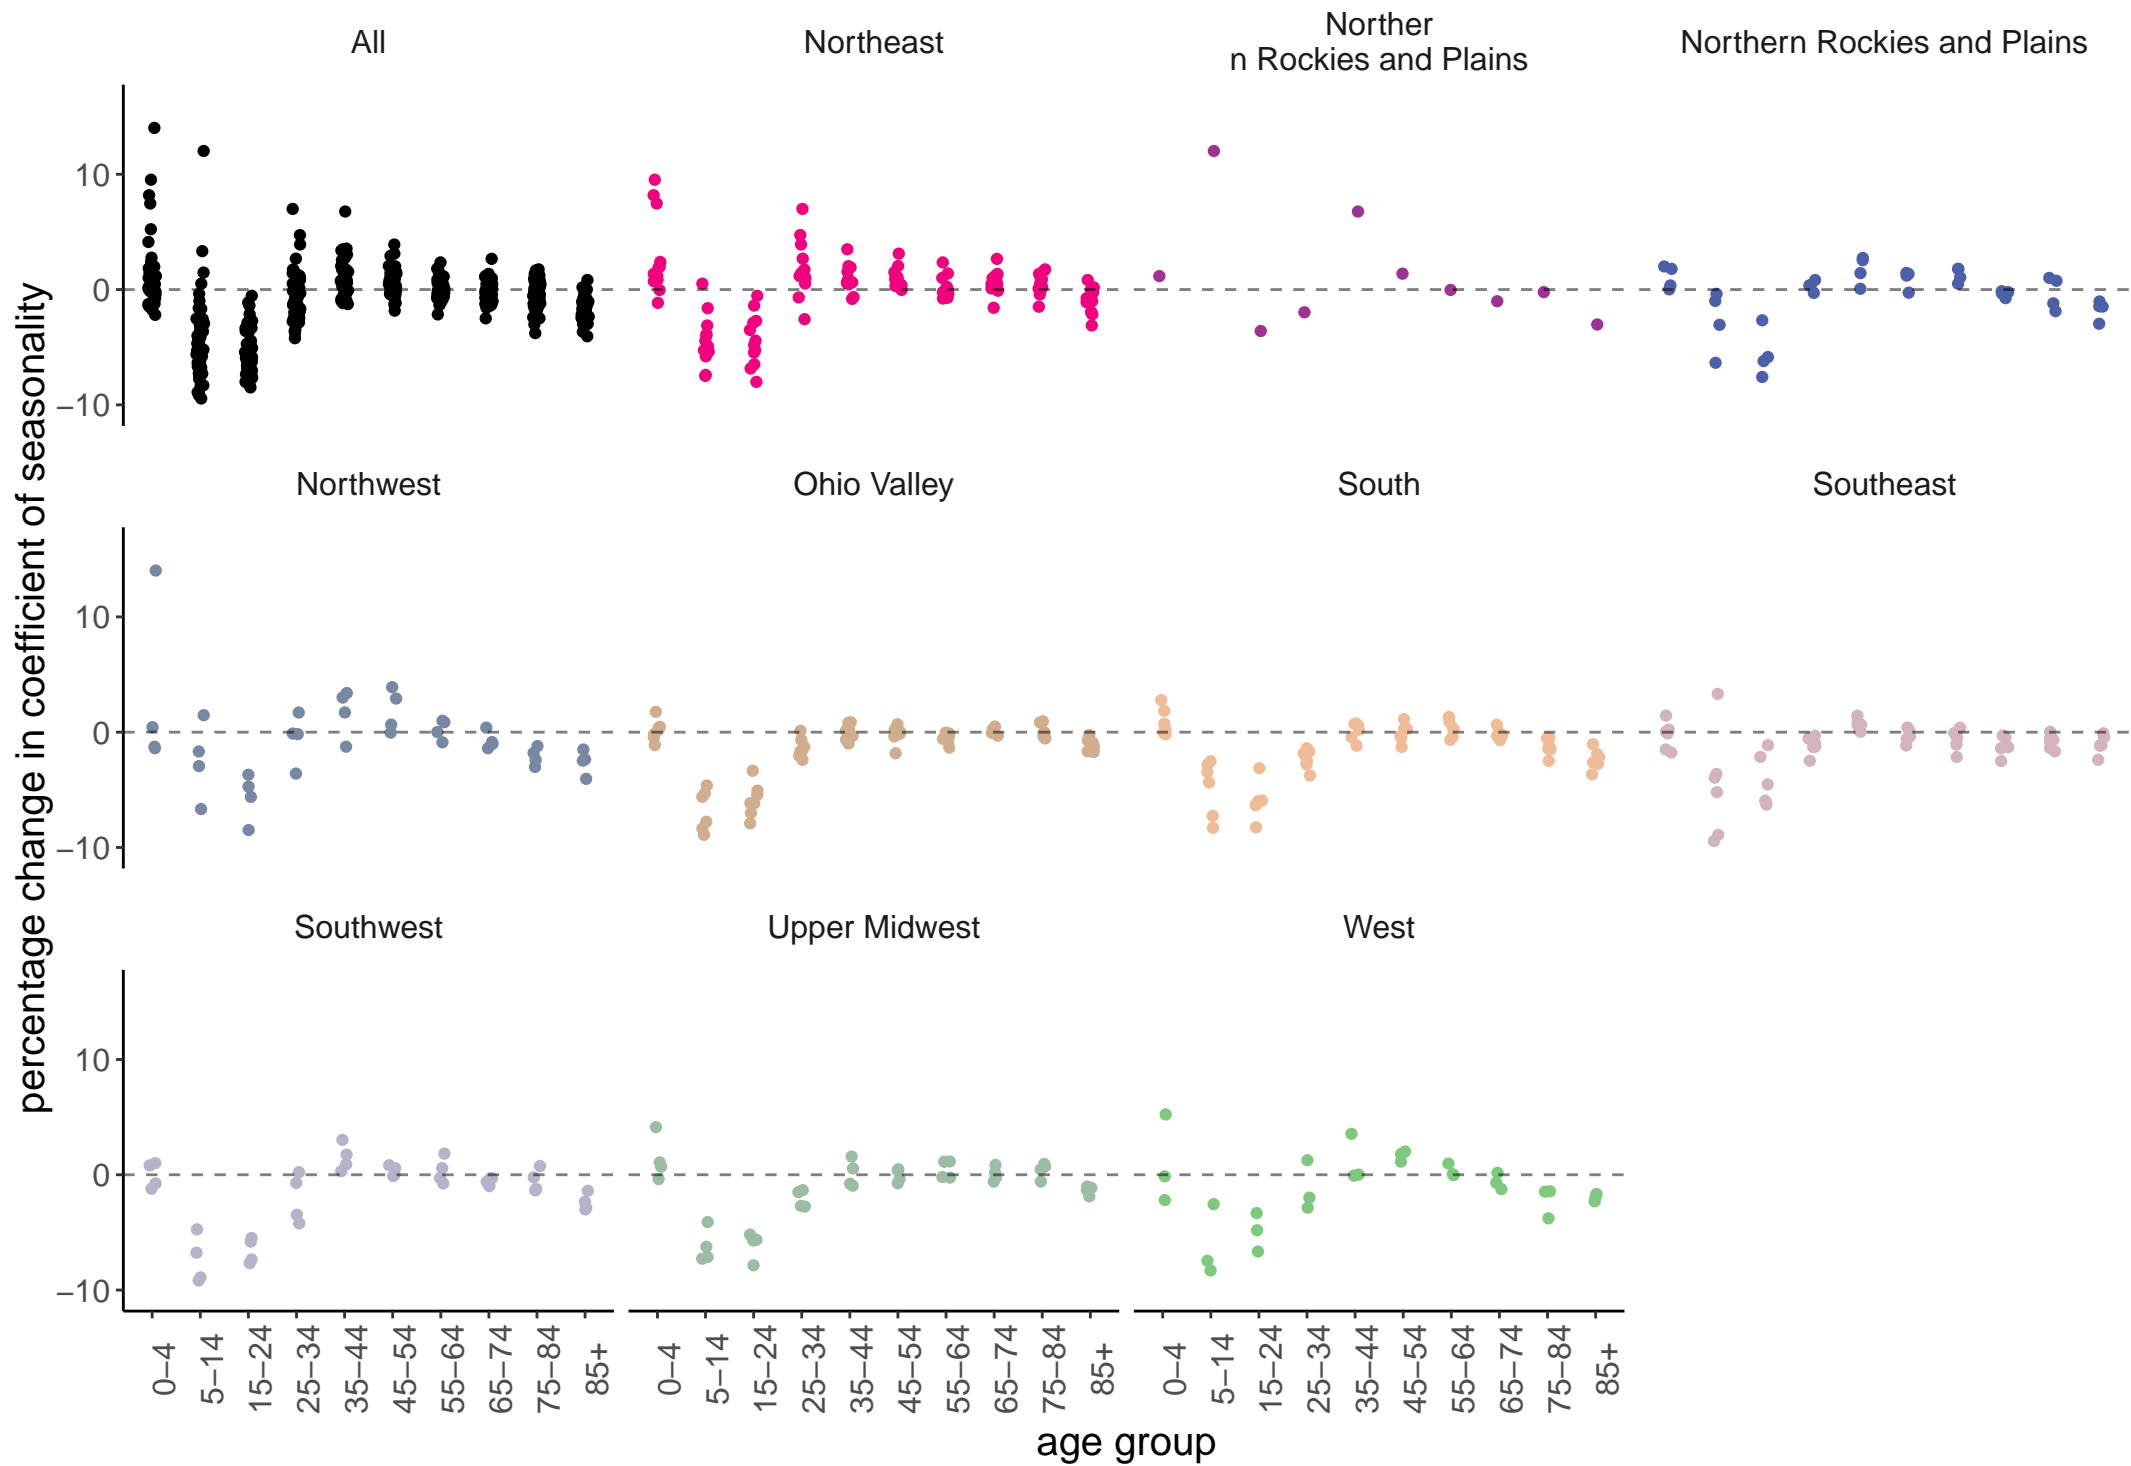 All
Northeast
Norther
n Rockies and Plains
Northern Rockies and Plains
10
0
−10
Northwest
Ohio Valley
South
Southeast
10
0
−10
Southwest
Upper Midwest
West
10
0
−10
0−4
5−14
15−24
25−34
35−44
45−54
55−64
65−74
75−84
85+
0−4
5−14
15−24
25−34
35−44
45−54
55−64
65−74
75−84
85+
0−4
5−14
15−24
25−34
35−44
45−54
55−64
65−74
75−84
85+
age group
percentage change in coefficient of seasonality